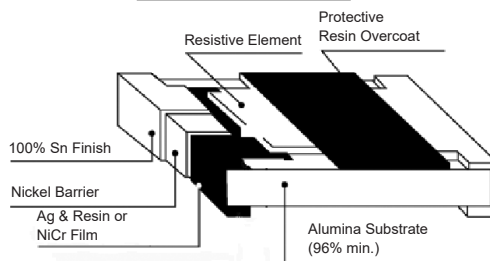 Protective
Resin Overcoat
Resistive Element
100% Sn Finish
Nickel Barrier
Ag & Resin or
NiCr Film
Alumina Substrate
(96% min.)